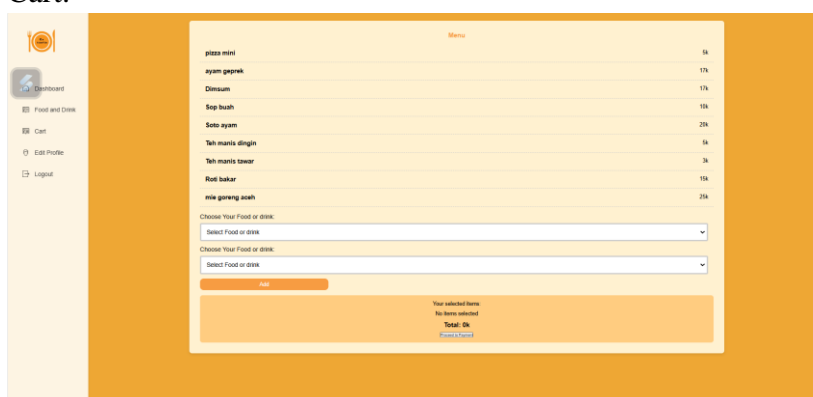 Cart.
Menu
pizza mini 5k
ayam geprek 17k
Dimsum 17k
Sop buah 10k
Soto ayam 20k
Teh manis dingin 5k
Teh manis tawar 3k
Roti bakar 15k
mie goreng aceh 25k
Dashboard
Food and Drink
Cart
Edit Profile
Logout
Choose Your Food or drink:
Select Food or drink
Choose Your Food or drink:
Select Food or drink
Add
Your selected items:
No items selected
Total: 0k
Proceed to Payment